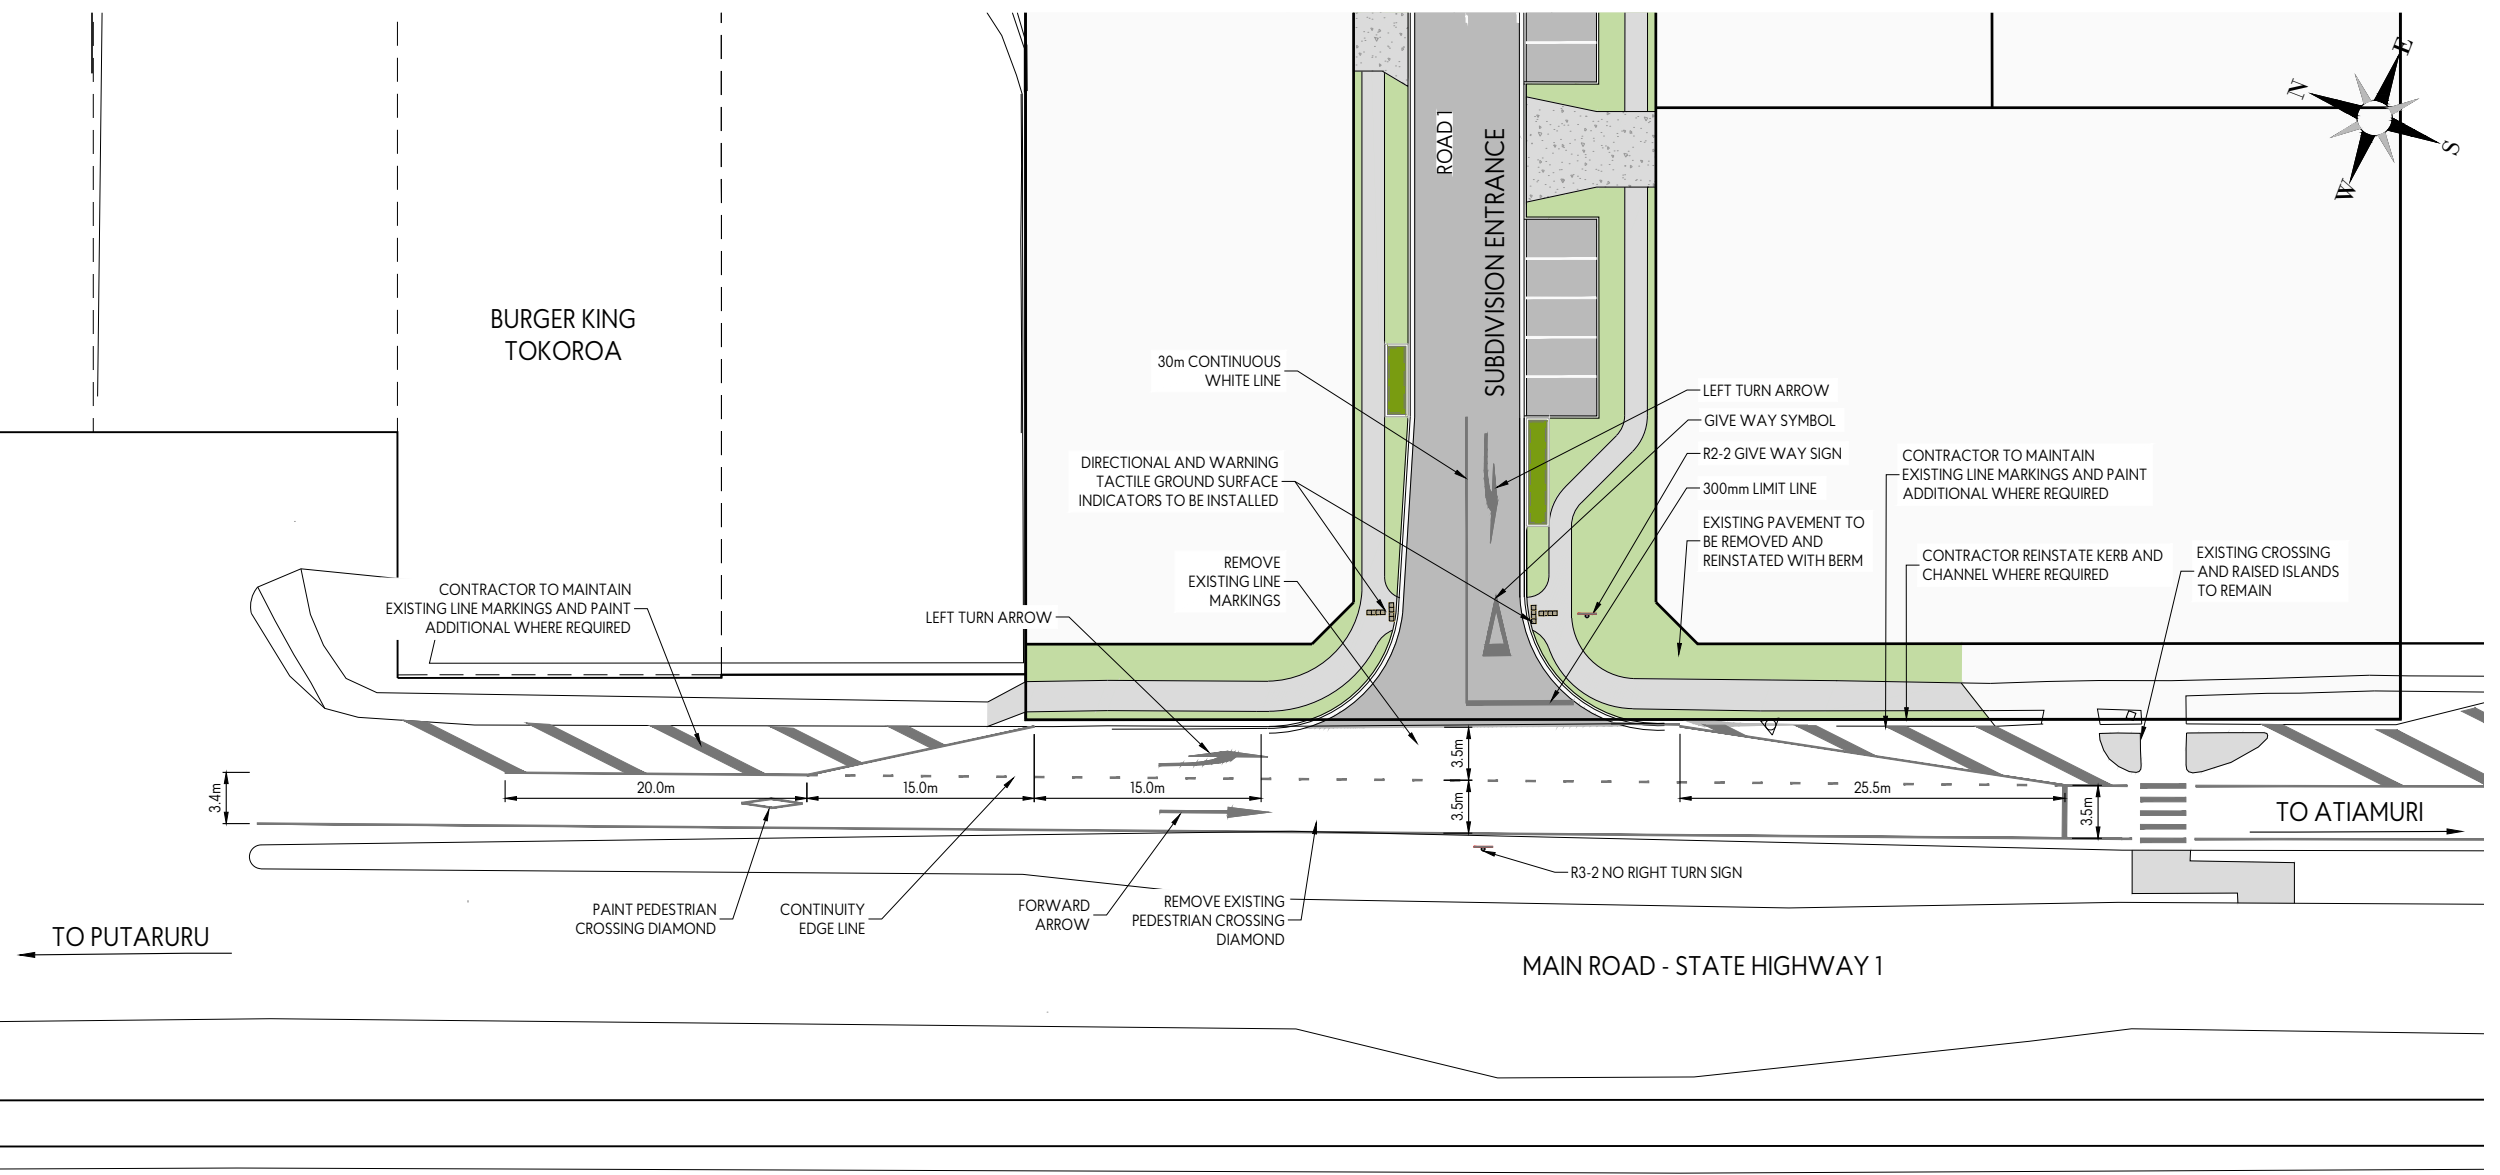 E
N
S
W
ROAD 1
SUBDIVISION ENTRANCE
BURGER KING
TOKOROA
30m CONTINUOUS
WHITE LINE
LEFT TURN ARROW
GIVE WAY SYMBOL
R2-2 GIVE WAY SIGN
300mm LIMIT LINE
EXISTING PAVEMENT TO
BE REMOVED AND
REINSTATED WITH BERM
CONTRACTOR TO MAINTAIN
EXISTING LINE MARKINGS AND PAINT
ADDITIONAL WHERE REQUIRED
CONTRACTOR REINSTATE KERB AND
CHANNEL WHERE REQUIRED
EXISTING CROSSING
AND RAISED ISLANDS
TO REMAIN
DIRECTIONAL AND WARNING
TACTILE GROUND SURFACE
INDICATORS TO BE INSTALLED
REMOVE
EXISTING LINE
MARKINGS
CONTRACTOR TO MAINTAIN
EXISTING LINE MARKINGS AND PAINT
ADDITIONAL WHERE REQUIRED
LEFT TURN ARROW
3.4m
20.0m
15.0m
15.0m
3.5m
3.5m
25.5m
3.5m
TO ATIAMURI
R3-2 NO RIGHT TURN SIGN
PAINT PEDESTRIAN
CROSSING DIAMOND
CONTINUITY
EDGE LINE
FORWARD
ARROW
REMOVE EXISTING
PEDESTRIAN CROSSING
DIAMOND
TO PUTARURU
MAIN ROAD - STATE HIGHWAY 1